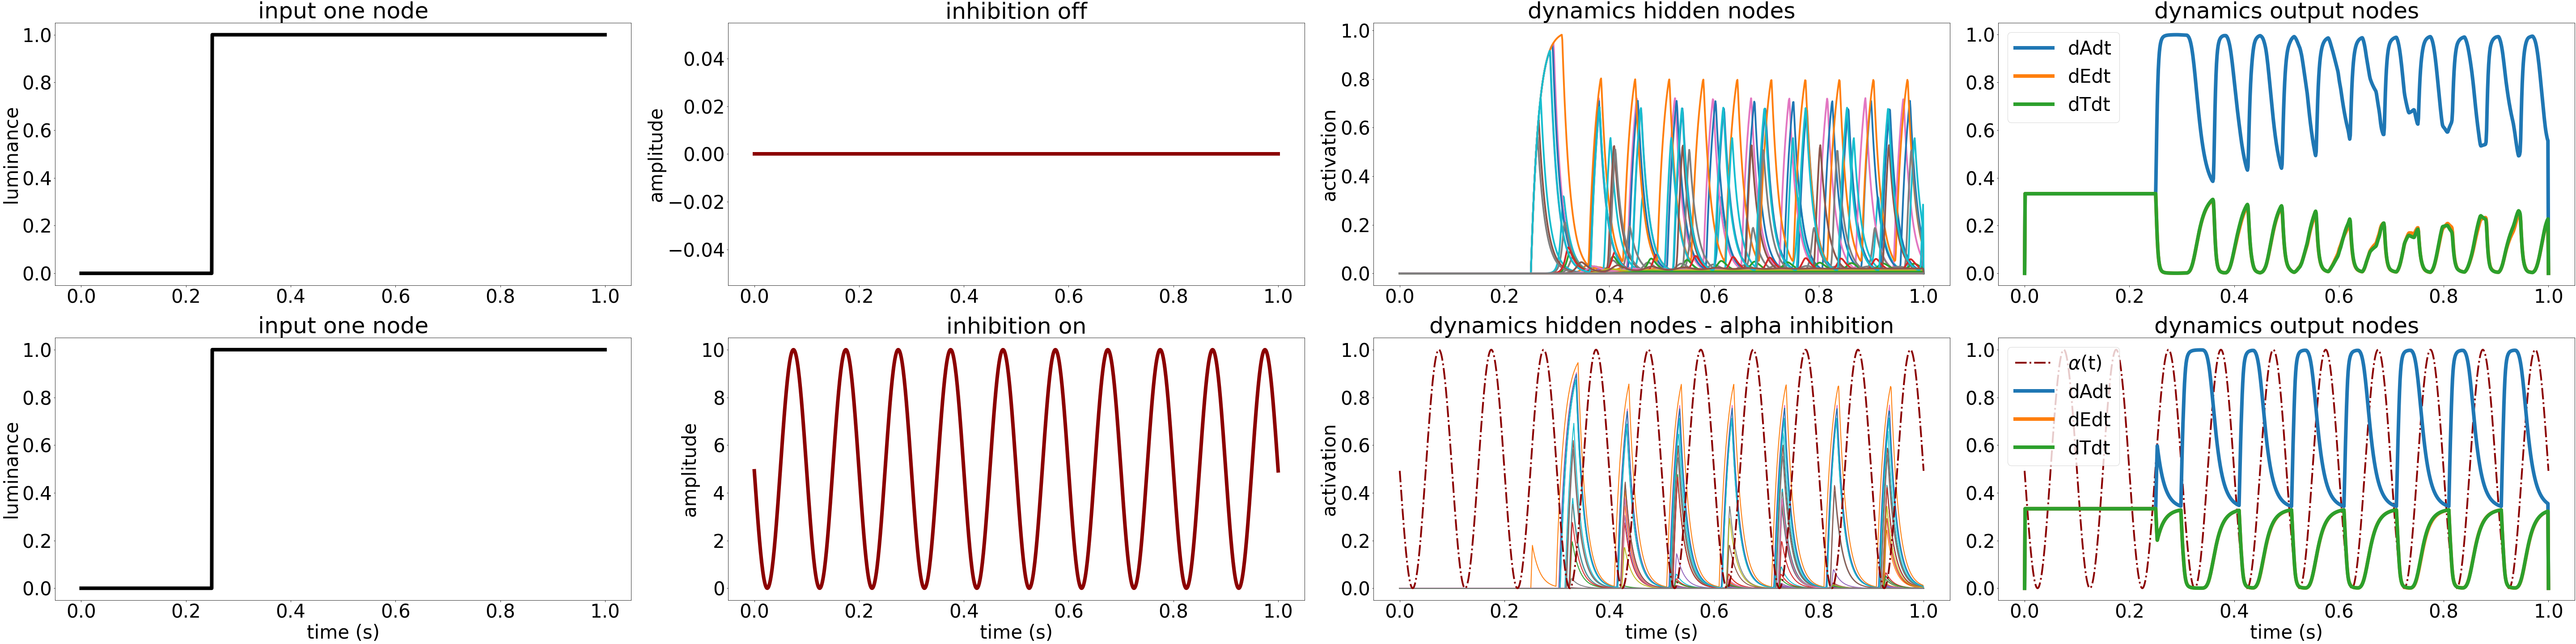 input one node
luminance
1.0
0.8
0.6
0.4
0.2
0.0
0.0 0.2 0.4 0.6 0.8 1.0
inhibition off
amplitude
0.04
0.02
0.00
−0.02
−0.04
0.0 0.2 0.4 0.6 0.8 1.0
dynamics hidden nodes
activation
1.0
0.8
0.6
0.4
0.2
0.0
0.0 0.2 0.4 0.6 0.8 1.0
dynamics output nodes
1.0
0.8
0.6
0.4
0.2
0.0
dAdt
dEdt
dTdt
0.0 0.2 0.4 0.6 0.8 1.0
input one node
luminance
1.0
0.8
0.6
0.4
0.2
0.0
0.0 0.2 0.4 0.6 0.8 1.0
time (s)
inhibition on
amplitude
10
8
6
4
2
0
0.0 0.2 0.4 0.6 0.8 1.0
time (s)
dynamics hidden nodes - alpha inhibition
activation
1.0
0.8
0.6
0.4
0.2
0.0
0.0 0.2 0.4 0.6 0.8 1.0
time (s)
dynamics output nodes
1.0
0.8
0.6
0.4
0.2
0.0
α(t)
dAdt
dEdt
dTdt
0.0 0.2 0.4 0.6 0.8 1.0
time (s)